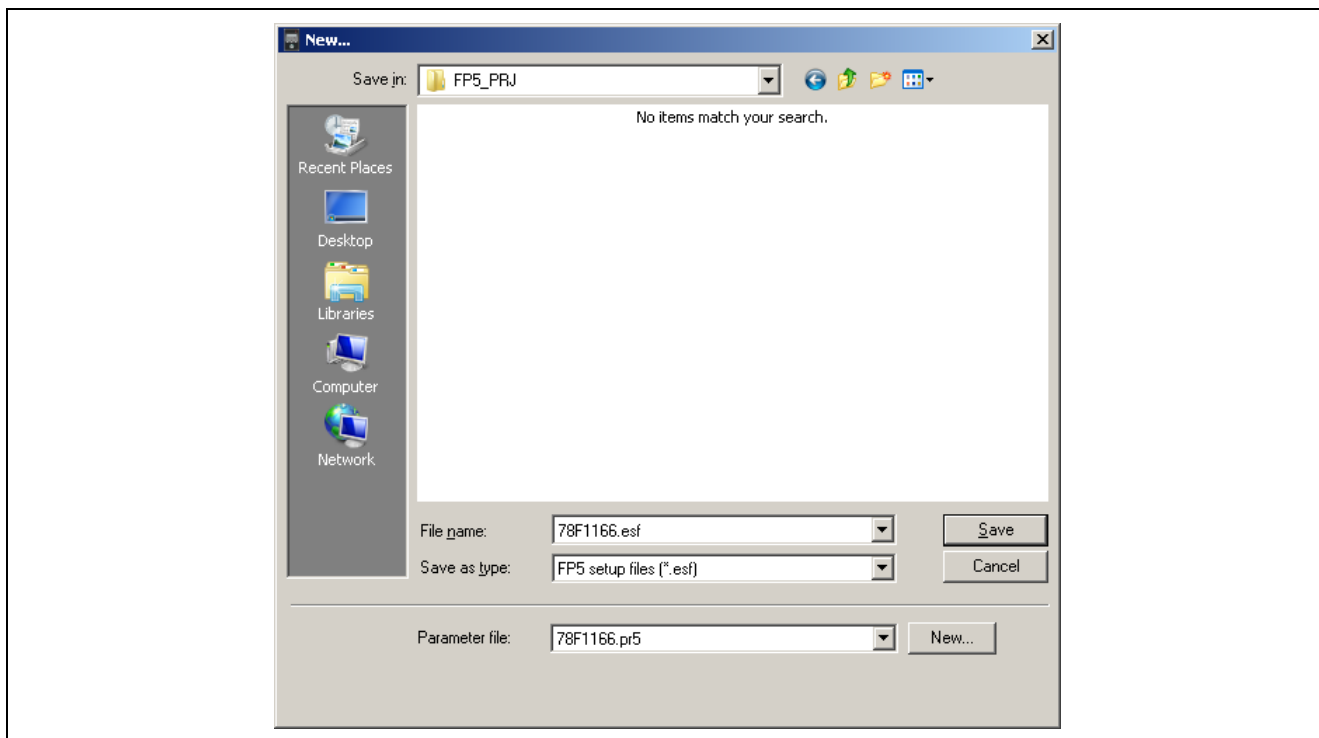 New...
Save in:
FP5_PRJ
No items match your search.
Recent Places
Desktop
Libraries
Computer
Network
File name:
78F1166.esf
Save
Save as type:
FP5 setup files (*.esf)
Cancel
Parameter file:
78F1166.pr5
New...